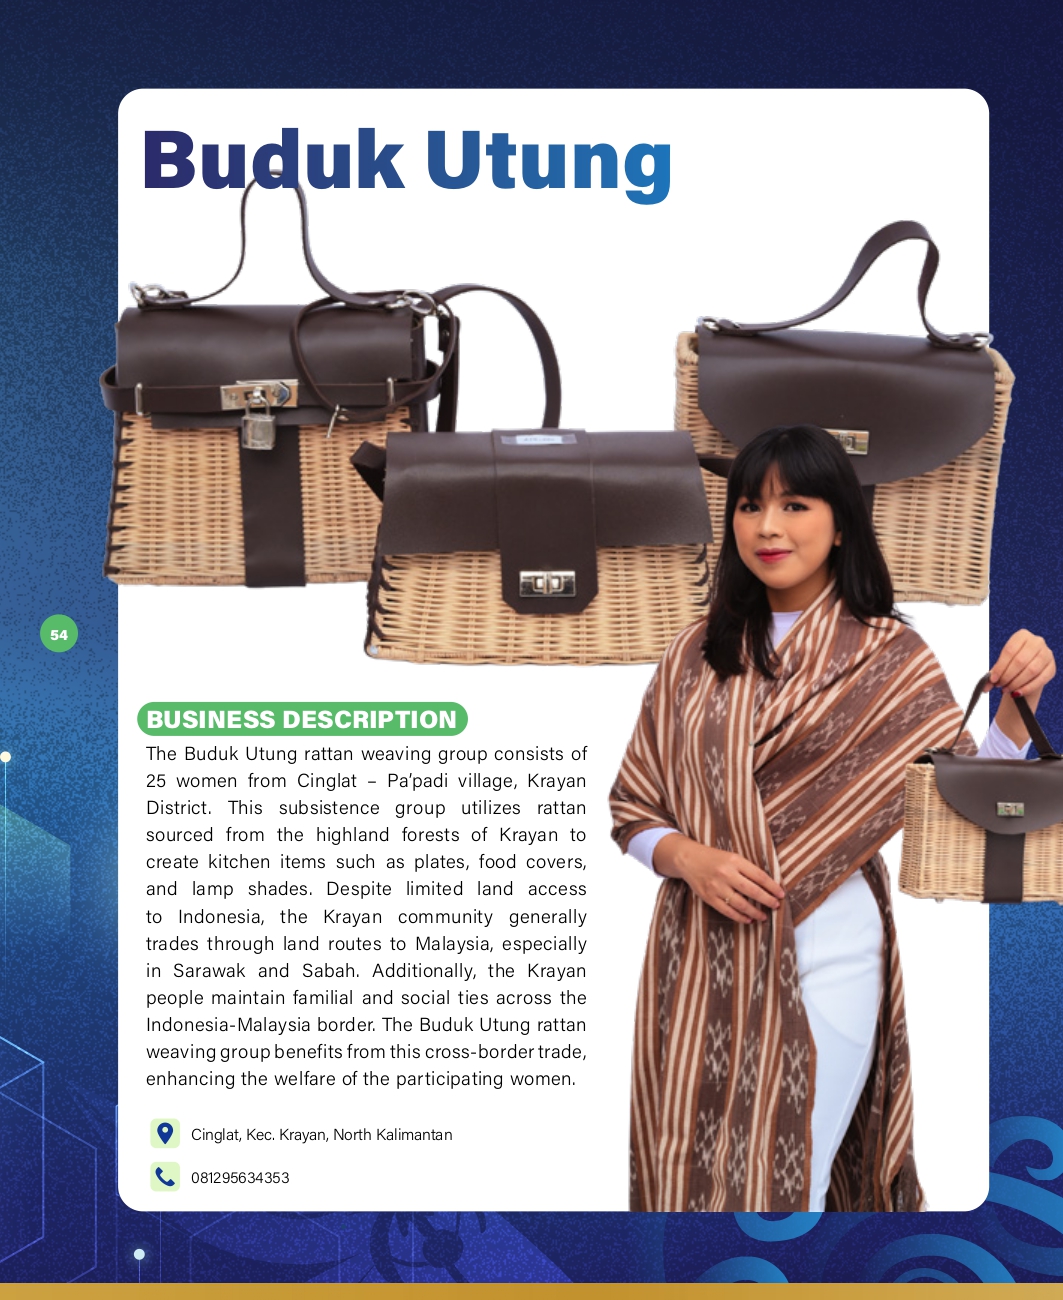 Buduk Utung
54
BUSINESS DESCRIPTION
The Buduk Utung rattan weaving group consists of
25 women from Cinglat – Pa'padi village, Krayan
District. This subsistence group utilizes rattan
sourced from the highland forests of Krayan to
create kitchen items such as plates, food covers,
and lamp shades. Despite limited land access
to Indonesia, the Krayan community generally
trades through land routes to Malaysia, especially
in Sarawak and Sabah. Additionally, the Krayan
people maintain familial and social ties across the
Indonesia-Malaysia border. The Buduk Utung rattan
weaving group benefits from this cross-border trade,
enhancing the welfare of the participating women.
Cinglat, Kec. Krayan, North Kalimantan
081295634353